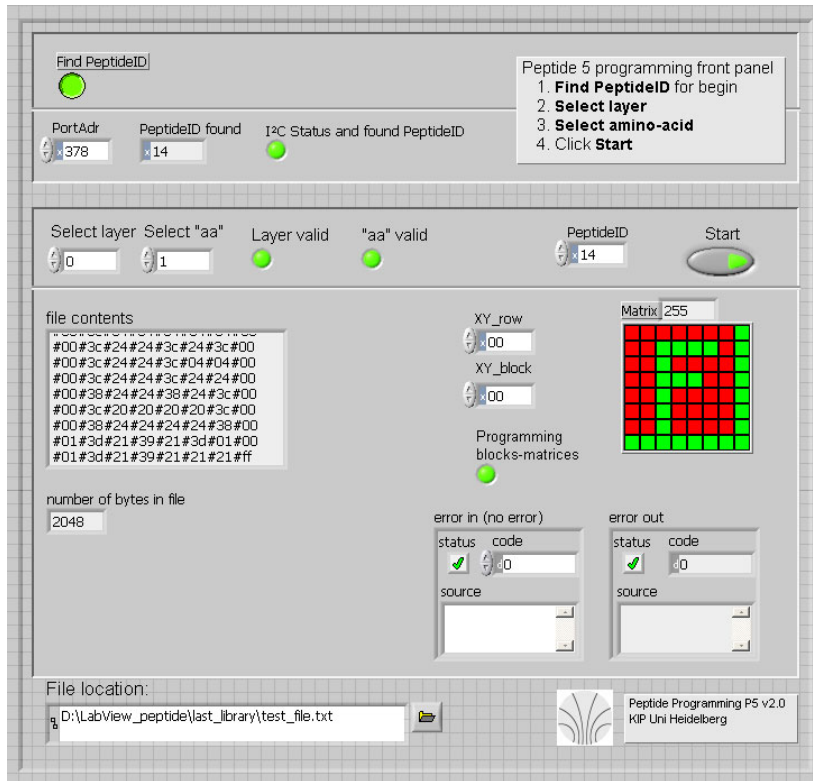 Find PeptideID
Peptide 5 programming front panel
1. Find PeptideID for begin
2. Select layer
3. Select amino-acid
4. Click Start
PortAdr PeptideID found I²C Status and found PeptideID
x378 x14
Select layer Select "aa" Layer valid "aa" valid PeptideID Start
0 1 x14
file contents
#00#3c#24#24#3c#24#3c#00
#00#3c#24#24#3c#04#04#00
#00#3c#24#24#3c#24#24#00
#00#38#24#24#38#24#3c#00
#00#3c#20#20#20#20#3c#00
#00#38#24#24#24#24#38#00
#01#3d#21#39#21#3d#01#00
#01#3d#21#39#21#21#21#ff
XY_row
x00
XY_block
x00
Matrix 255
Programming
blocks-matrices
number of bytes in file
2048
error in (no error)
status code
d0
source
error out
status code
d0
source
File location:
D:\LabView_peptide\last_library\test_file.txt
Peptide Programming P5 v2.0
KIP Uni Heidelberg